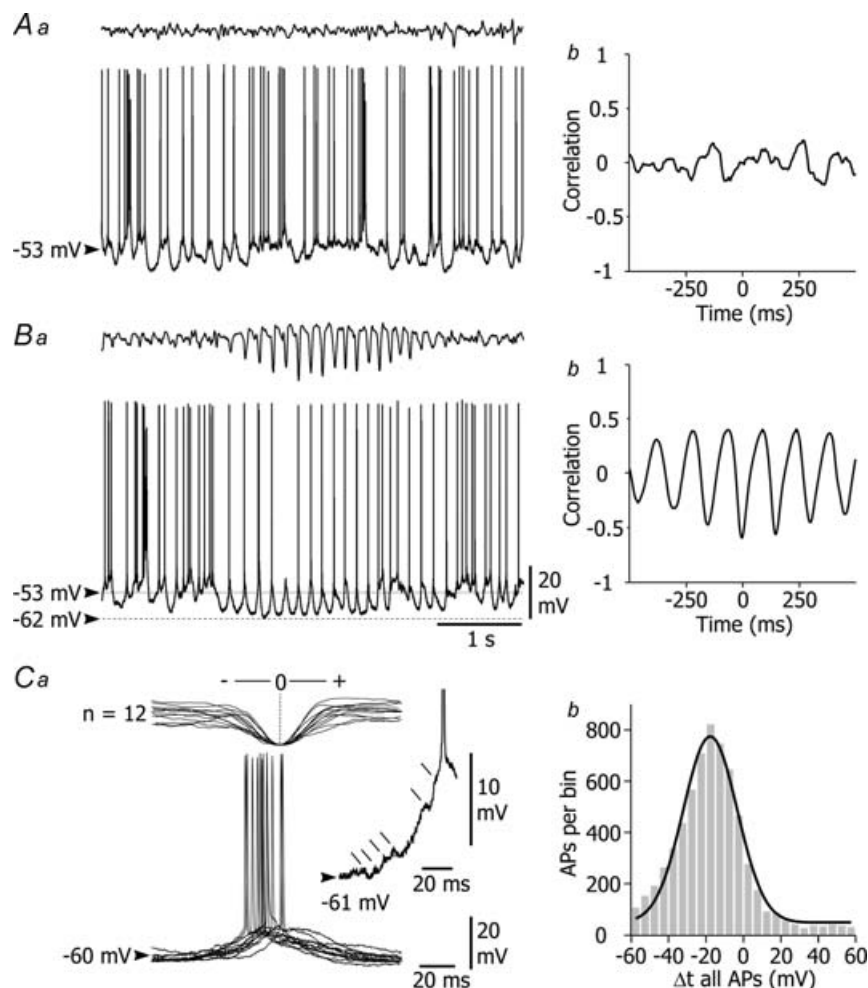 A a
b
1
0.5
0
-0.5
-1
Correlation
-250 0 250
Time (ms)
-53 mV
B a
b
1
0.5
0
-0.5
-1
Correlation
-250 0 250
Time (ms)
-53 mV
-62 mV
20
mV
1 s
C a
- 0 +
n = 12
10
mV
20 ms
-61 mV
-60 mV
20
mV
20 ms
b
800
600
400
200
0
APs per bin
-60 -40 -20 0 20 40 60
Δt all APs (mV)